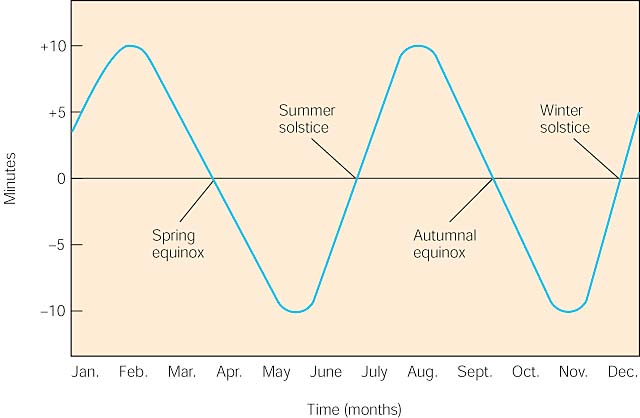 +10
+5
0
−5
−10
Minutes
Summer
solstice
Winter
solstice
Spring
equinox
Autumnal
equinox
Jan. Feb. Mar. Apr. May June July Aug. Sept. Oct. Nov. Dec.
Time (months)